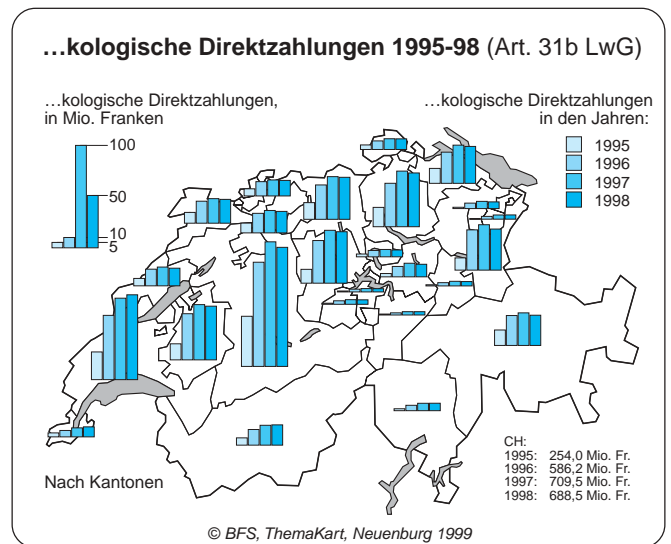 ...kologische Direktzahlungen 1995-98 (Art. 31b LwG)
...kologische Direktzahlungen,
in Mio. Franken
100
50
10
5
...kologische Direktzahlungen
in den Jahren:
1995
1996
1997
1998
CH:
1995: 254,0 Mio. Fr.
1996: 586,2 Mio. Fr.
1997: 709,5 Mio. Fr.
1998: 688,5 Mio. Fr.
Nach Kantonen
© BFS, ThemaKart, Neuenburg 1999